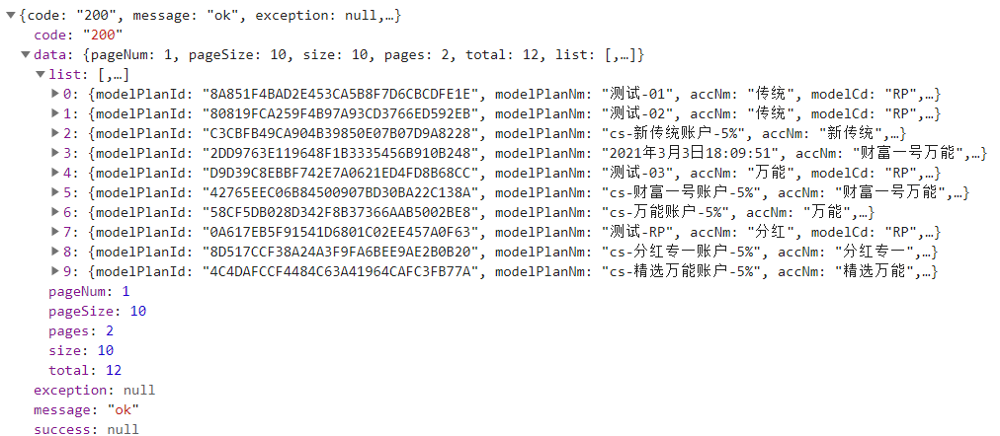 ▼{code: "200", message: "ok", exception: null,…}
code: "200"
▼data: {pageNum: 1, pageSize: 10, size: 10, pages: 2, total: 12, list: [,…]}
▼list: [,…]
▶0: {modelPlanId: "8A851F4BAD2E453CA5B8F7D6CBCDFE1E", modelPlanNm: "测试-01", accNm: "传统", modelCd: "RP",…}
▶1: {modelPlanId: "80819FCA259F4B97A93CD3766ED592EB", modelPlanNm: "测试-02", accNm: "传统", modelCd: "RP",…}
▶2: {modelPlanId: "C3CBFB49CA904B39850E07B07D9A8228", modelPlanNm: "cs-新传统账户-5%", accNm: "新传统",…}
▶3: {modelPlanId: "2DD9763E119648F1B3335456B910B248", modelPlanNm: "2021年3月3日18:09:51", accNm: "财富一号万能",…}
▶4: {modelPlanId: "D9D39C8EBBF742E7A0621ED4FD8B68CC", modelPlanNm: "测试-03", accNm: "万能", modelCd: "RP",…}
▶5: {modelPlanId: "42765EEC06B84500907BD30BA22C138A", modelPlanNm: "cs-财富一号账户-5%", accNm: "财富一号万能",…}
▶6: {modelPlanId: "58CF5DB028D342F8B37366AAB5002BE8", modelPlanNm: "cs-万能账户-5%", accNm: "万能",…}
▶7: {modelPlanId: "0A617EB5F91541D6801C02EE457A0F63", modelPlanNm: "测试-RP", accNm: "分红", modelCd: "RP",…}
▶8: {modelPlanId: "8D517CCF38A24A3F9FA6BEE9AE2B0B20", modelPlanNm: "cs-分红专一账户-5%", accNm: "分红专一",…}
▶9: {modelPlanId: "4C4DAFCCF4484C63A41964CAFC3FB77A", modelPlanNm: "cs-精选万能账户-5%", accNm: "精选万能",…}
pageNum: 1
pageSize: 10
pages: 2
size: 10
total: 12
exception: null
message: "ok"
success: null